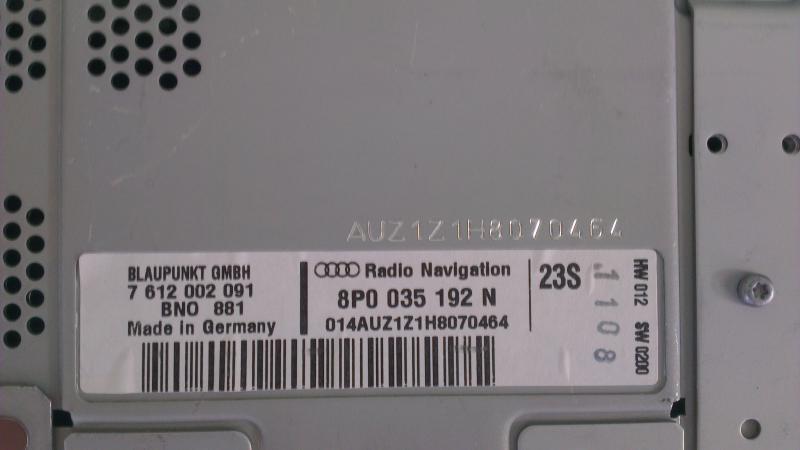 AUZ1Z1H8070464
BLAUPUNKT GMBH
7 612 002 091
BNO 881
Made in Germany
Radio Navigation
8P0 035 192 N
014AUZ1Z1H8070464
23S
1108
HW 012 SW 0200